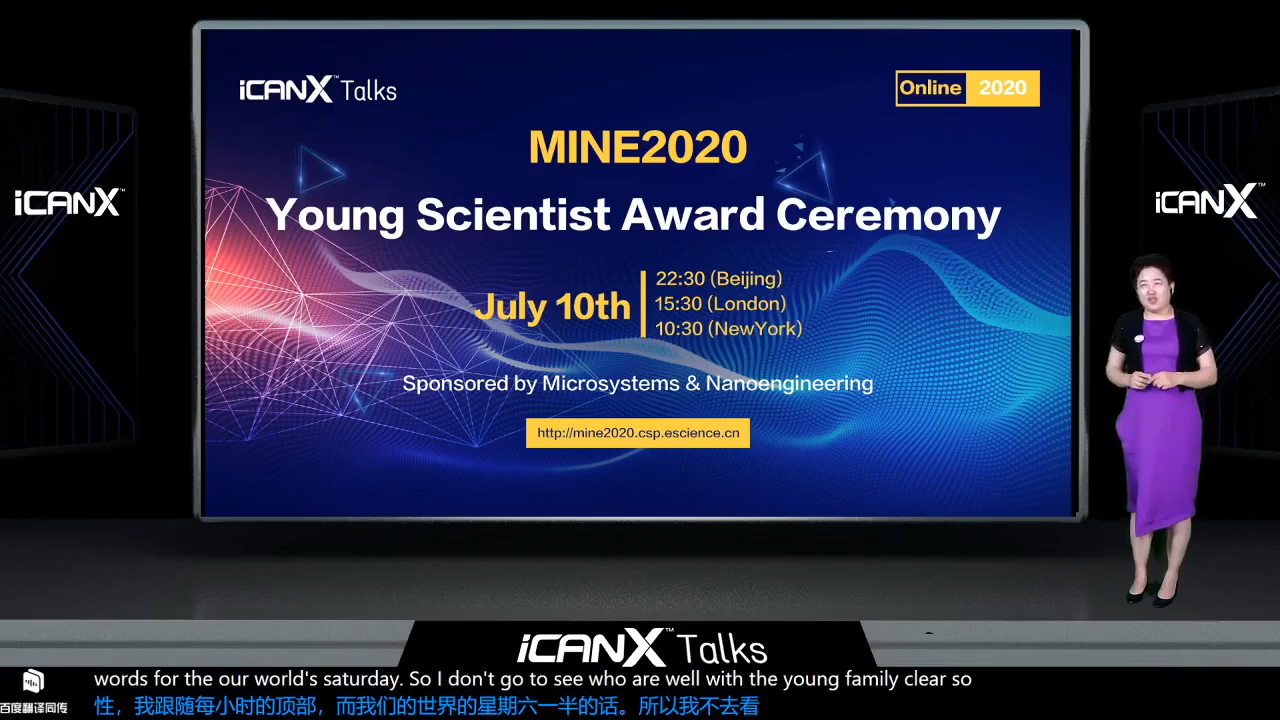 iCANX™ Talks
Online 2020
MINE2020
Young Scientist Award Ceremony
July 10th
22:30 (Beijing)
15:30 (London)
10:30 (NewYork)
Sponsored by Microsystems & Nanoengineering
http://mine2020.csp.escience.cn
iCANX™
iCANX™
iCANX™ Talks
words for the our world's saturday. So I don't go to see who are well with the young family clear so
性，我跟随每小时的顶部，而我们的世界的星期六一半的话。所以我不去看
百度翻译同传